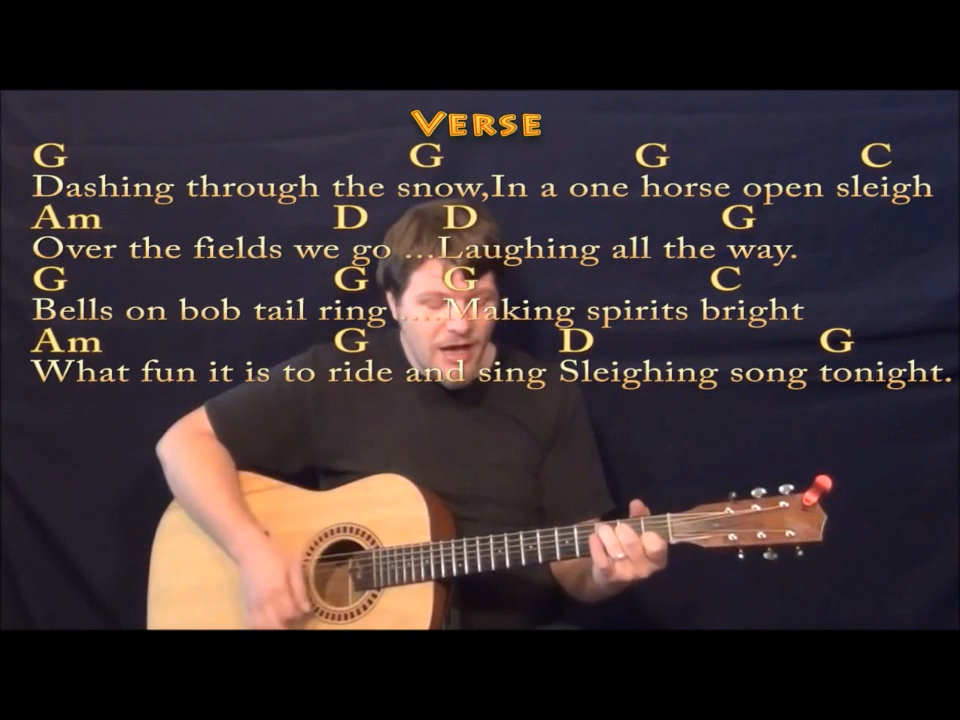 VERSE
G G G C
Dashing through the snow,In a one horse open sleigh
Am D D G
Over the fields we go ...Laughing all the way.
G G G C
Bells on bob tail ring ....Making spirits bright
Am G D G
What fun it is to ride and sing Sleighing song tonight.